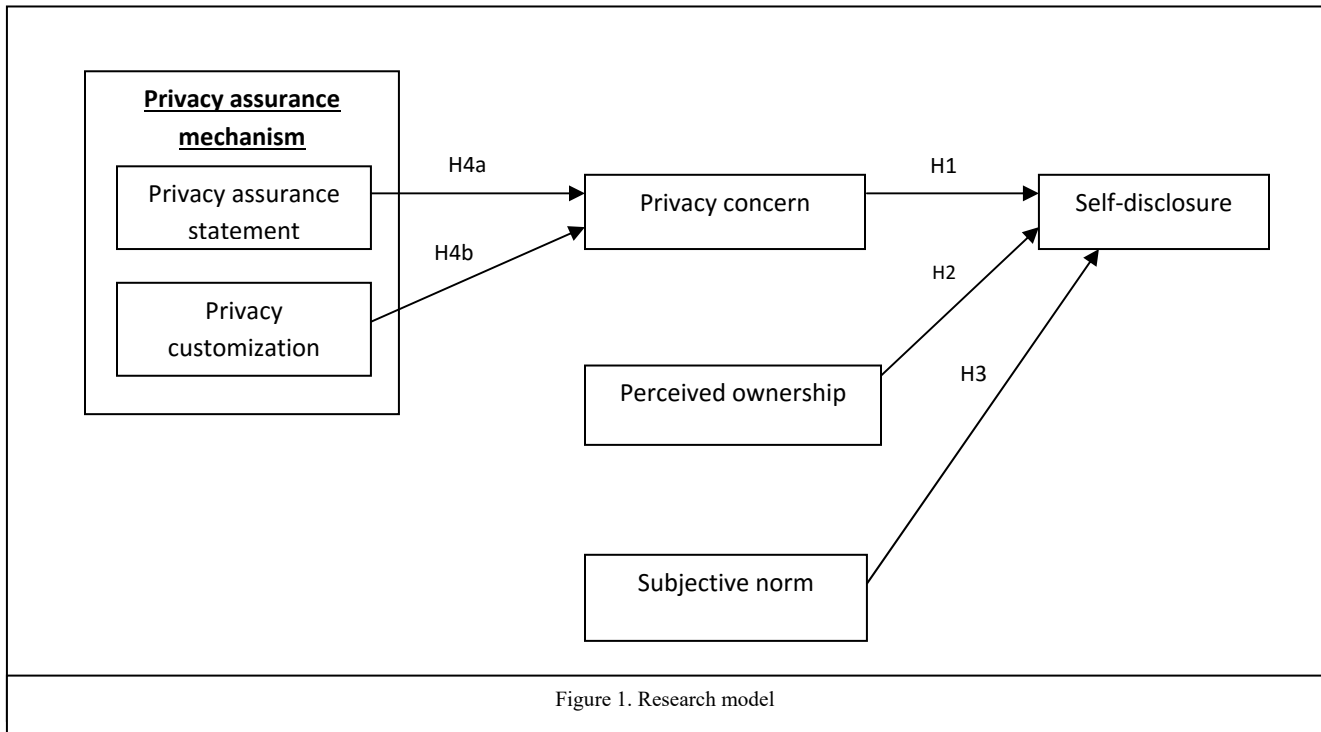 Privacy assurance
mechanism
Privacy assurance
statement
Privacy
customization
H4a
H4b
Privacy concern
H1
Self-disclosure
H2
Perceived ownership
H3
Subjective norm
Figure 1. Research model